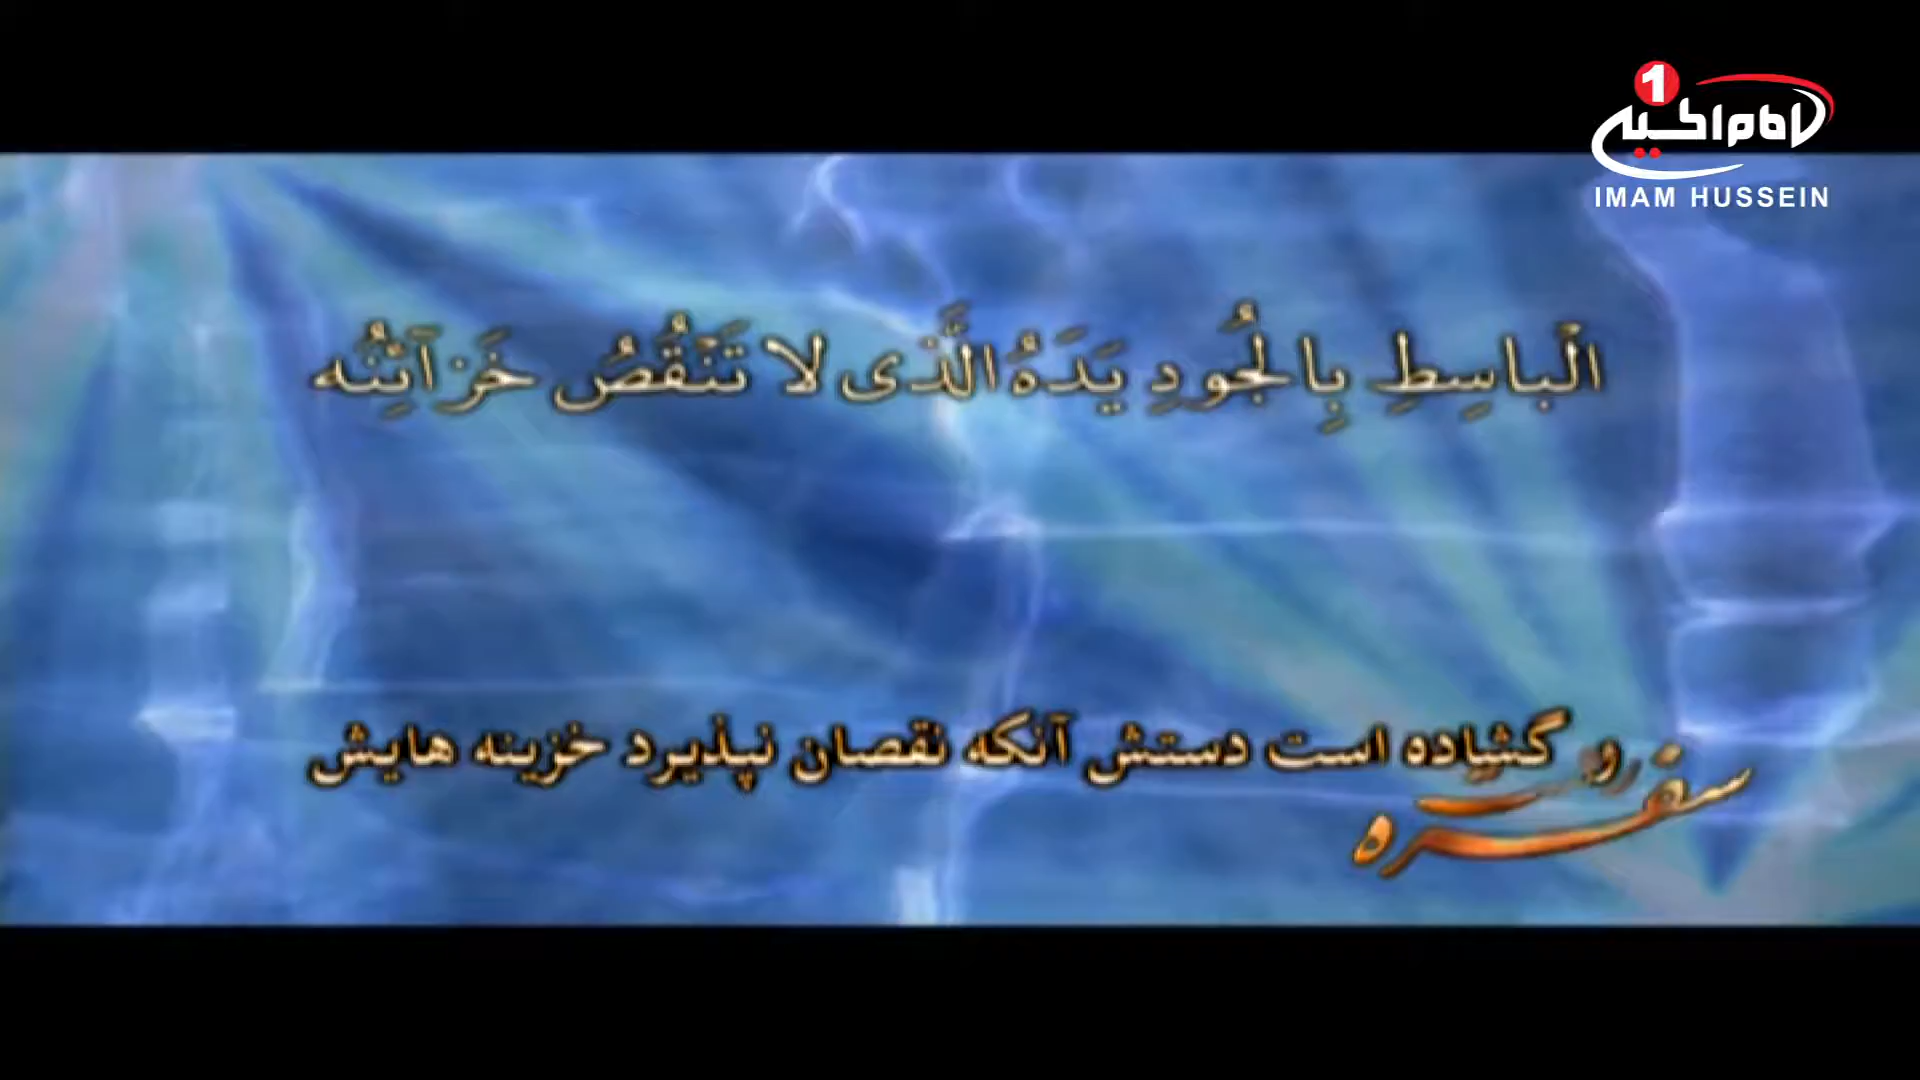 1
امام حسین
IMAM HUSSEIN
اَلْباسِطِ بِالْجُودِ يَدَهُ الَّذى لا تَنْقُصُ خَزآئِنُه
و گشاده است دستش آنکه نقصان نپذیرد خزینه هایش
سفره